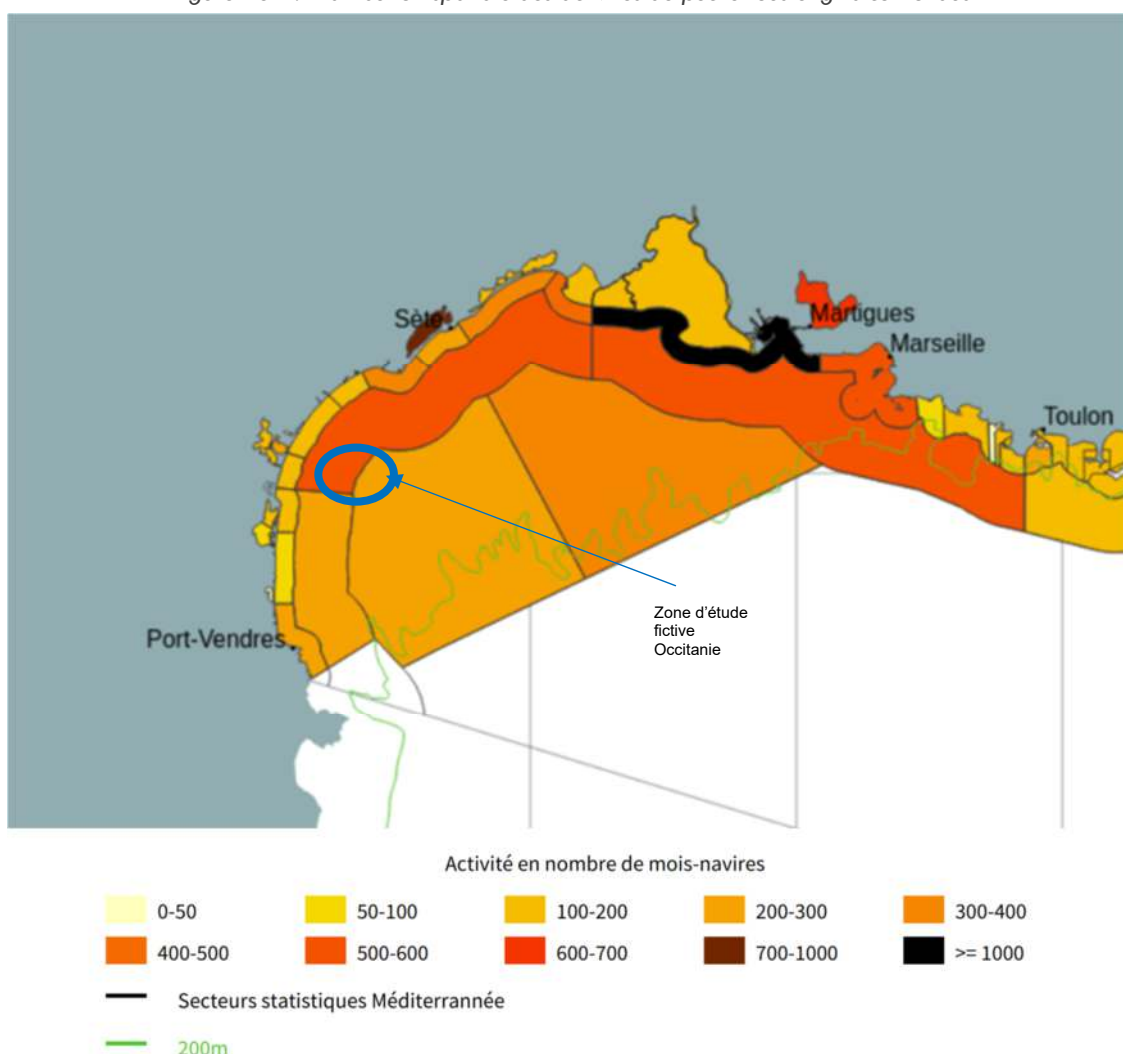 Sète
Martigues
Marseille
Toulon
Port-Vendres
Zone d'étude
fictive
Occitanie
Activité en nombre de mois-navires
0-50
50-100
100-200
200-300
300-400
400-500
500-600
600-700
700-1000
>= 1000
Secteurs statistiques Méditerrannée
200m